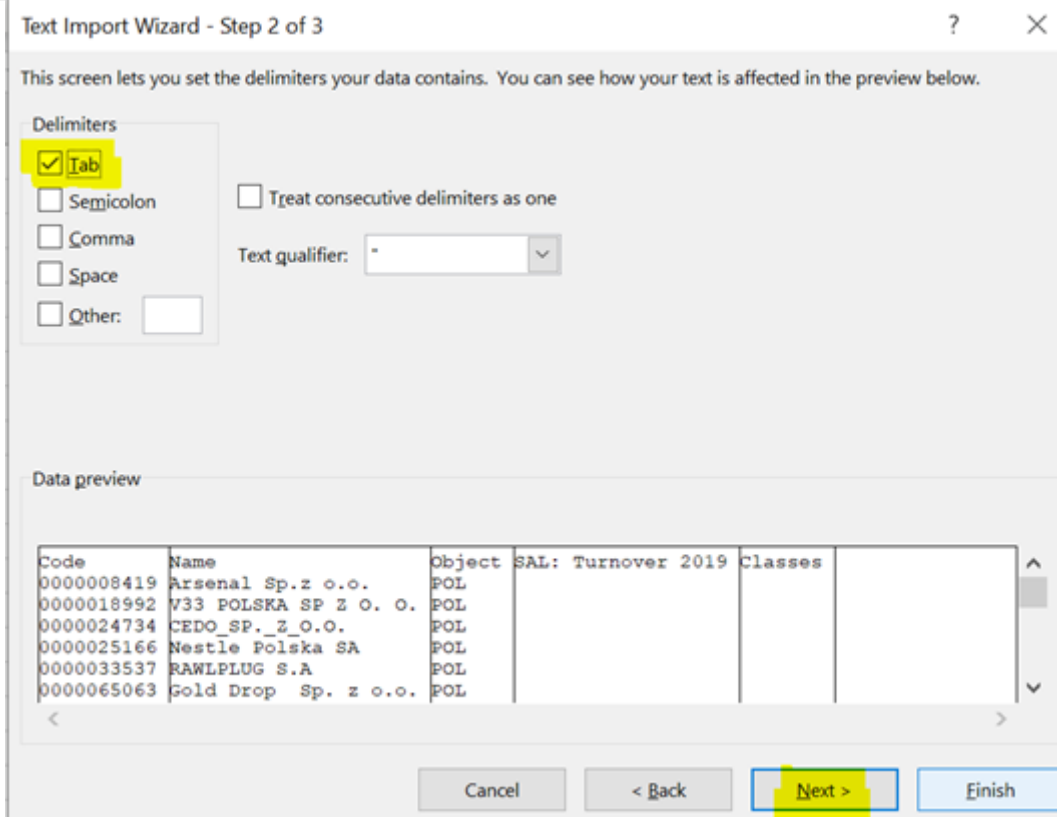 Text Import Wizard - Step 2 of 3 ?
This screen lets you set the delimiters your data contains. You can see how your text is affected in the preview below.
Delimiters
Tab
Semicolon
Comma
Space
Other:
Treat consecutive delimiters as one
Text qualifier: "
Data preview
Code Name Object SAL: Turnover 2019 Classes
0000008419 Arsenal Sp.z o.o. POL
0000018992 V33 POLSKA SP Z O. O. POL
0000024734 CEDO_SP._Z_O.O. POL
0000025166 Nestle Polska SA POL
0000033537 RAWLPLUG S.A POL
0000065063 Gold Drop  Sp. z o.o. POL
Cancel < Back Next > Finish